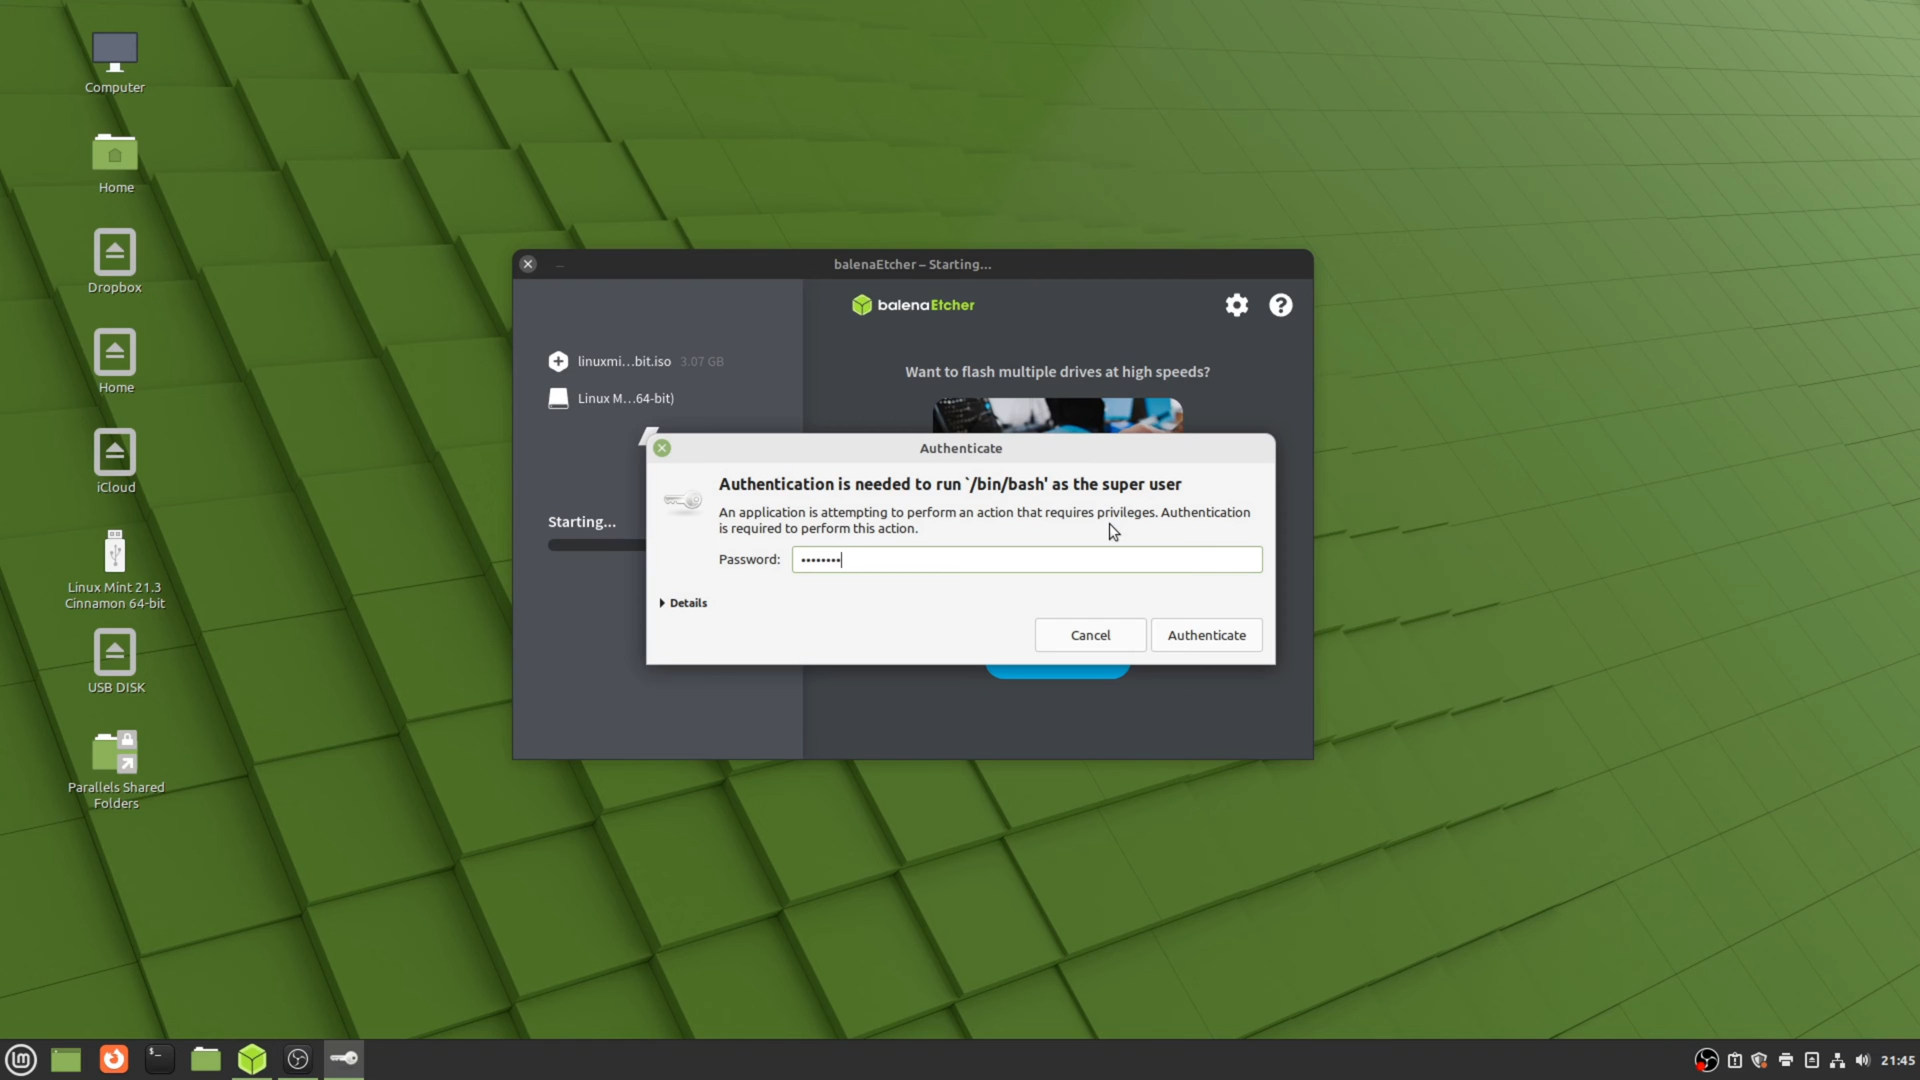 Computer
Home
Dropbox
Home
iCloud
Linux Mint 21.3
Cinnamon 64-bit
USB DISK
Parallels Shared
Folders
balenaEtcher – Starting...
balenaEtcher
linuxmi...bit.iso 3.07 GB
Linux M...64-bit)
Starting...
Want to flash multiple drives at high speeds?
Authenticate
Authentication is needed to run `/bin/bash' as the super user
An application is attempting to perform an action that requires privileges. Authentication
is required to perform this action.
Password: ••••••••
Details
Cancel
Authenticate
21:45